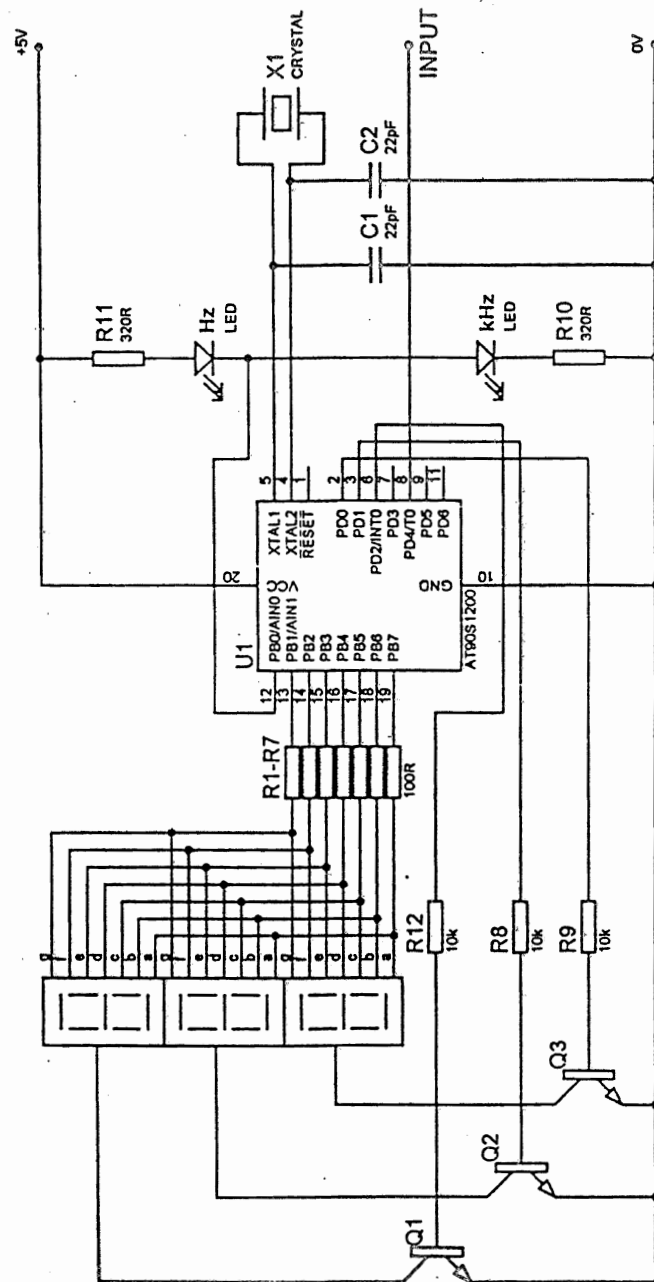 +5V
X1
CRYSTAL
INPUT
0V
C2
22pF
C1
22pF
R11
320R
Hz
LED
kHz
LED
R10
320R
U1
AT90S1200
XTAL1
XTAL2
RESET
PD0
PD1
PD2/INT0
PD3
PD4/T0
PD5
PD6
5
4
1
2
3
6
7
8
9
11
VCC
20
GND
10
PB0/AIN0
PB1/AIN1
PB2
PB3
PB4
PB5
PB6
PB7
12
13
14
15
16
17
18
19
R1-R7
100R
R12
10k
R8
10k
R9
10k
g
f
e
d
c
b
a
g
f
e
d
c
b
a
g
f
e
d
c
b
a
Q3
Q2
Q1